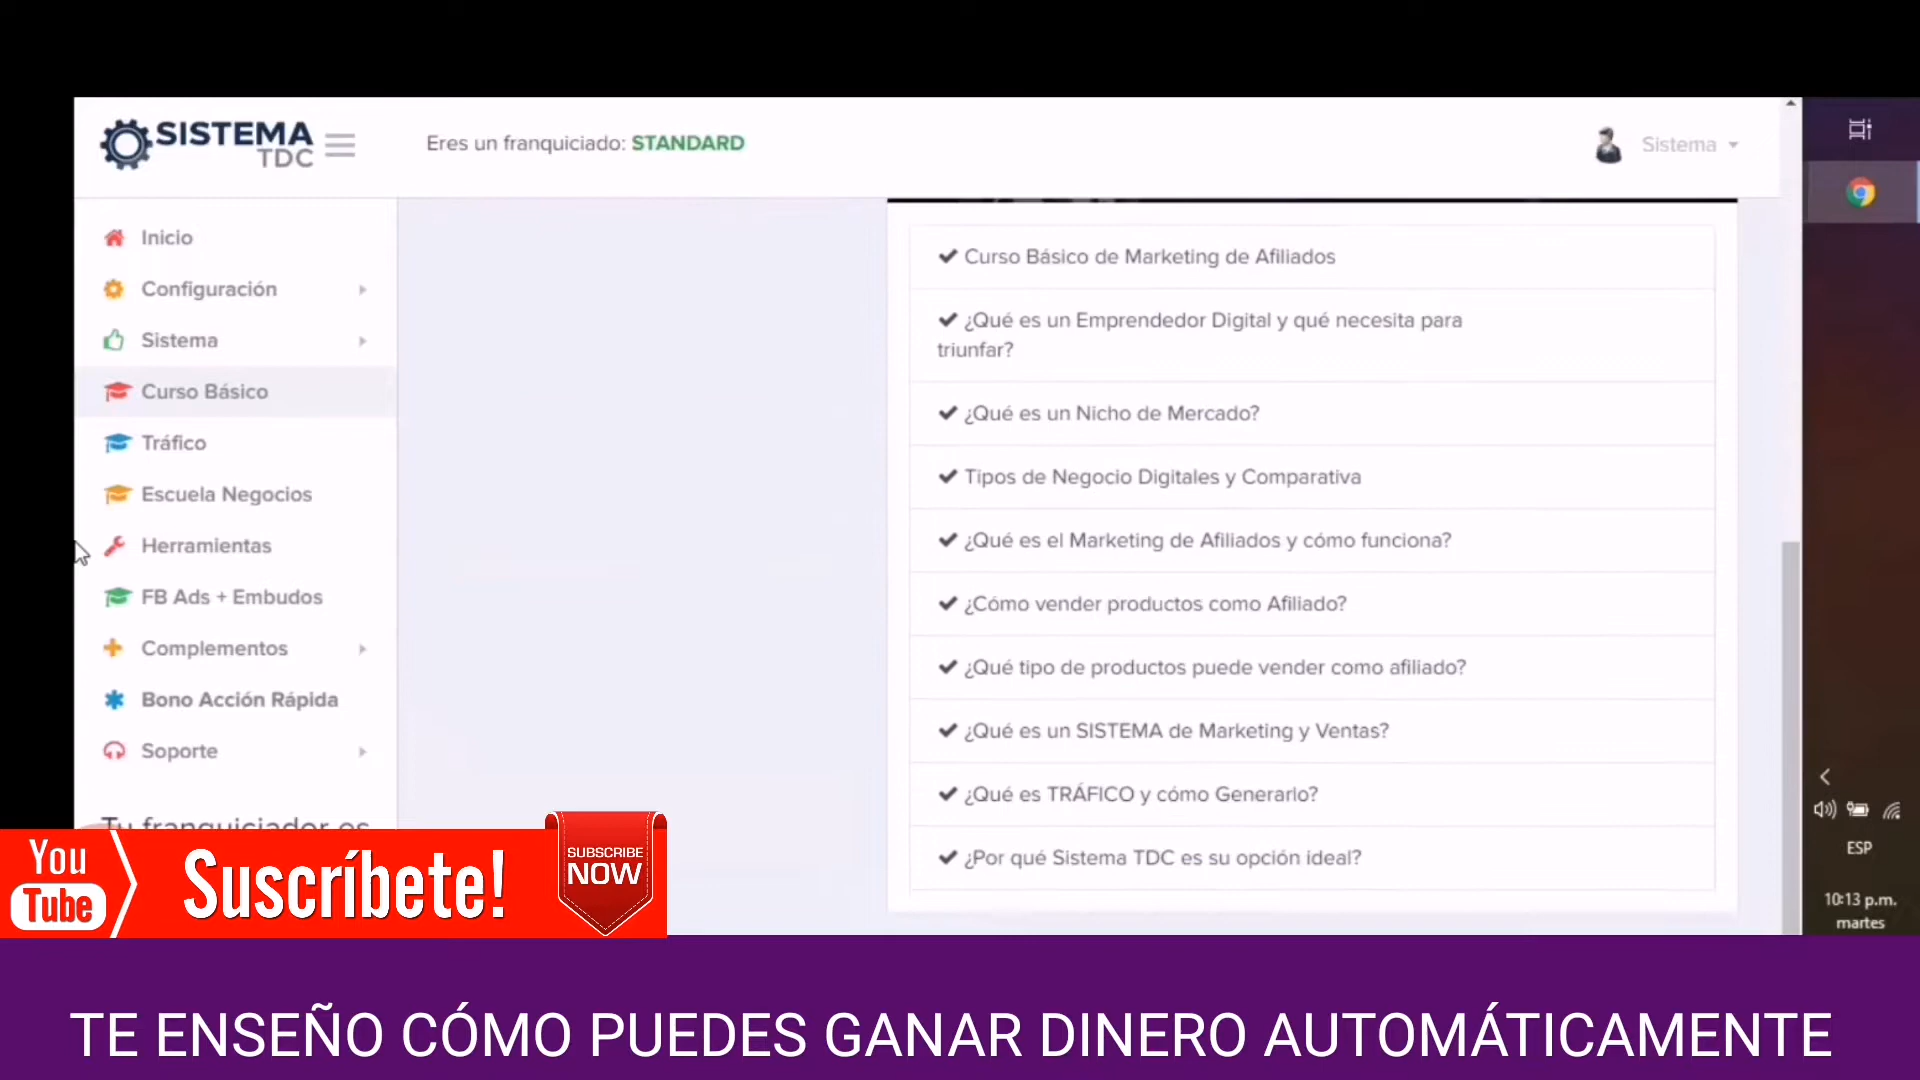 SISTEMA
TDC
Eres un franquiciado: STANDARD
Sistema
Inicio
Configuración
Sistema
Curso Básico
Tráfico
Escuela Negocios
Herramientas
FB Ads + Embudos
Complementos
Bono Acción Rápida
Soporte
Tu franquiciador es
Curso Básico de Marketing de Afiliados
¿Qué es un Emprendedor Digital y qué necesita para
triunfar?
¿Qué es un Nicho de Mercado?
Tipos de Negocio Digitales y Comparativa
¿Qué es el Marketing de Afiliados y cómo funciona?
¿Cómo vender productos como Afiliado?
¿Qué tipo de productos puede vender como afiliado?
¿Qué es un SISTEMA de Marketing y Ventas?
¿Qué es TRÁFICO y cómo Generarlo?
¿Por qué Sistema TDC es su opción ideal?
ESP
10:13 p.m.
martes
You
Tube
Suscríbete!
SUBSCRIBE
NOW
TE ENSEÑO CÓMO PUEDES GANAR DINERO AUTOMÁTICAMENTE